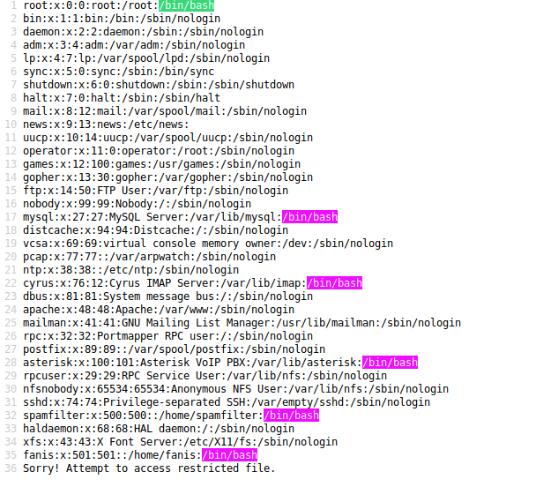 1 root:x:0:0:root:/root:/bin/bash
2 bin:x:1:1:bin:/bin:/sbin/nologin
3 daemon:x:2:2:daemon:/sbin:/sbin/nologin
4 adm:x:3:4:adm:/var/adm:/sbin/nologin
5 lp:x:4:7:lp:/var/spool/lpd:/sbin/nologin
6 sync:x:5:0:sync:/sbin:/bin/sync
7 shutdown:x:6:0:shutdown:/sbin:/sbin/shutdown
8 halt:x:7:0:halt:/sbin:/sbin/halt
9 mail:x:8:12:mail:/var/spool/mail:/sbin/nologin
10 news:x:9:13:news:/etc/news:
11 uucp:x:10:14:uucp:/var/spool/uucp:/sbin/nologin
12 operator:x:11:0:operator:/root:/sbin/nologin
13 games:x:12:100:games:/usr/games:/sbin/nologin
14 gopher:x:13:30:gopher:/var/gopher:/sbin/nologin
15 ftp:x:14:50:FTP User:/var/ftp:/sbin/nologin
16 nobody:x:99:99:Nobody:/:/sbin/nologin
17 mysql:x:27:27:MySQL Server:/var/lib/mysql:/bin/bash
18 distcache:x:94:94:Distcache:/:/sbin/nologin
19 vcsa:x:69:69:virtual console memory owner:/dev:/sbin/nologin
20 pcap:x:77:77::/var/arpwatch:/sbin/nologin
21 ntp:x:38:38::/etc/ntp:/sbin/nologin
22 cyrus:x:76:12:Cyrus IMAP Server:/var/lib/imap:/bin/bash
23 dbus:x:81:81:System message bus:/:/sbin/nologin
24 apache:x:48:48:Apache:/var/www:/sbin/nologin
25 mailman:x:41:41:GNU Mailing List Manager:/usr/lib/mailman:/sbin/nologin
26 rpc:x:32:32:Portmapper RPC user:/:/sbin/nologin
27 postfix:x:89:89::/var/spool/postfix:/sbin/nologin
28 asterisk:x:100:101:Asterisk VoIP PBX:/var/lib/asterisk:/bin/bash
29 rpcuser:x:29:29:RPC Service User:/var/lib/nfs:/sbin/nologin
30 nfsnobody:x:65534:65534:Anonymous NFS User:/var/lib/nfs:/sbin/nologin
31 sshd:x:74:74:Privilege-separated SSH:/var/empty/sshd:/sbin/nologin
32 spamfilter:x:500:500::/home/spamfilter:/bin/bash
33 haldaemon:x:68:68:HAL daemon:/:/sbin/nologin
34 xfs:x:43:43:X Font Server:/etc/X11/fs:/sbin/nologin
35 fanis:x:501:501::/home/fanis:/bin/bash
36 Sorry! Attempt to access restricted file.